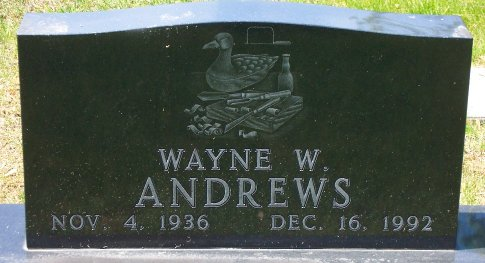 WAYNE W.
ANDREWS
NOV. 4, 1936 DEC. 16, 1992